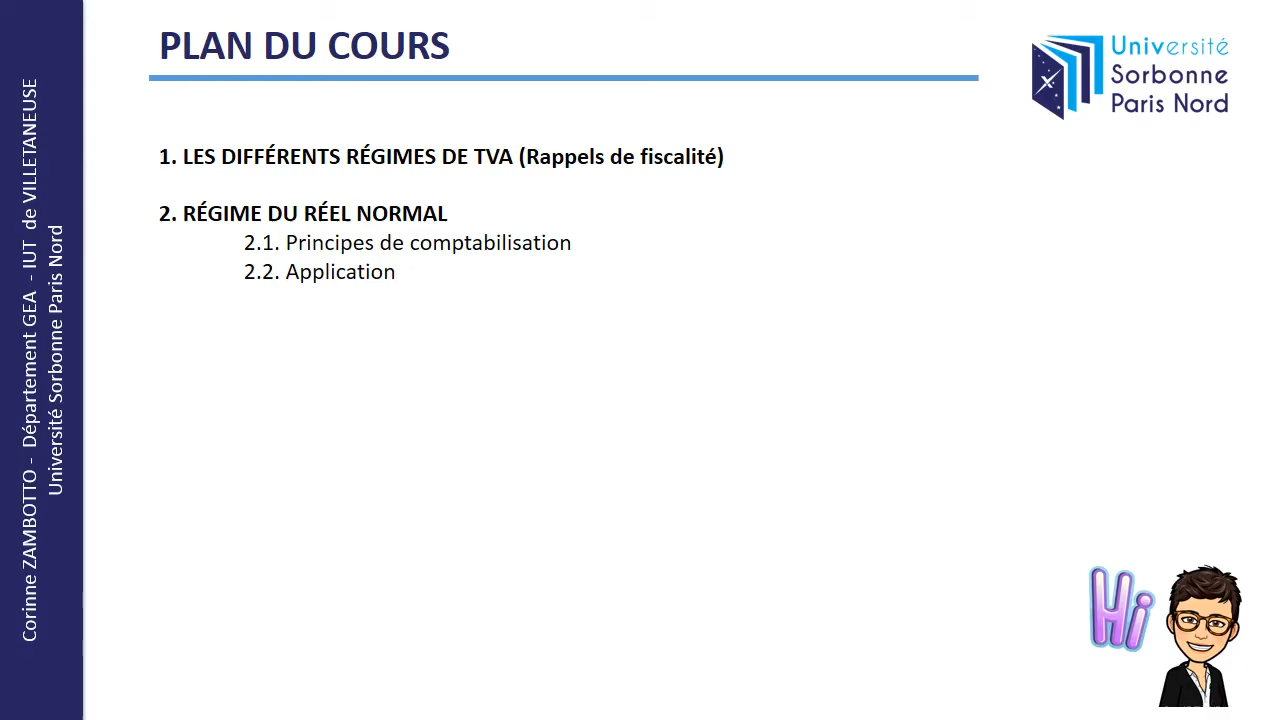 PLAN DU COURS
Université
Sorbonne
Paris Nord
1. LES DIFFÉRENTS RÉGIMES DE TVA (Rappels de fiscalité)
2. RÉGIME DU RÉEL NORMAL
2.1. Principes de comptabilisation
2.2. Application
Corinne ZAMBOTTO - Département GEA - IUT de VILLETANEUSE
Université Sorbonne Paris Nord
Hi